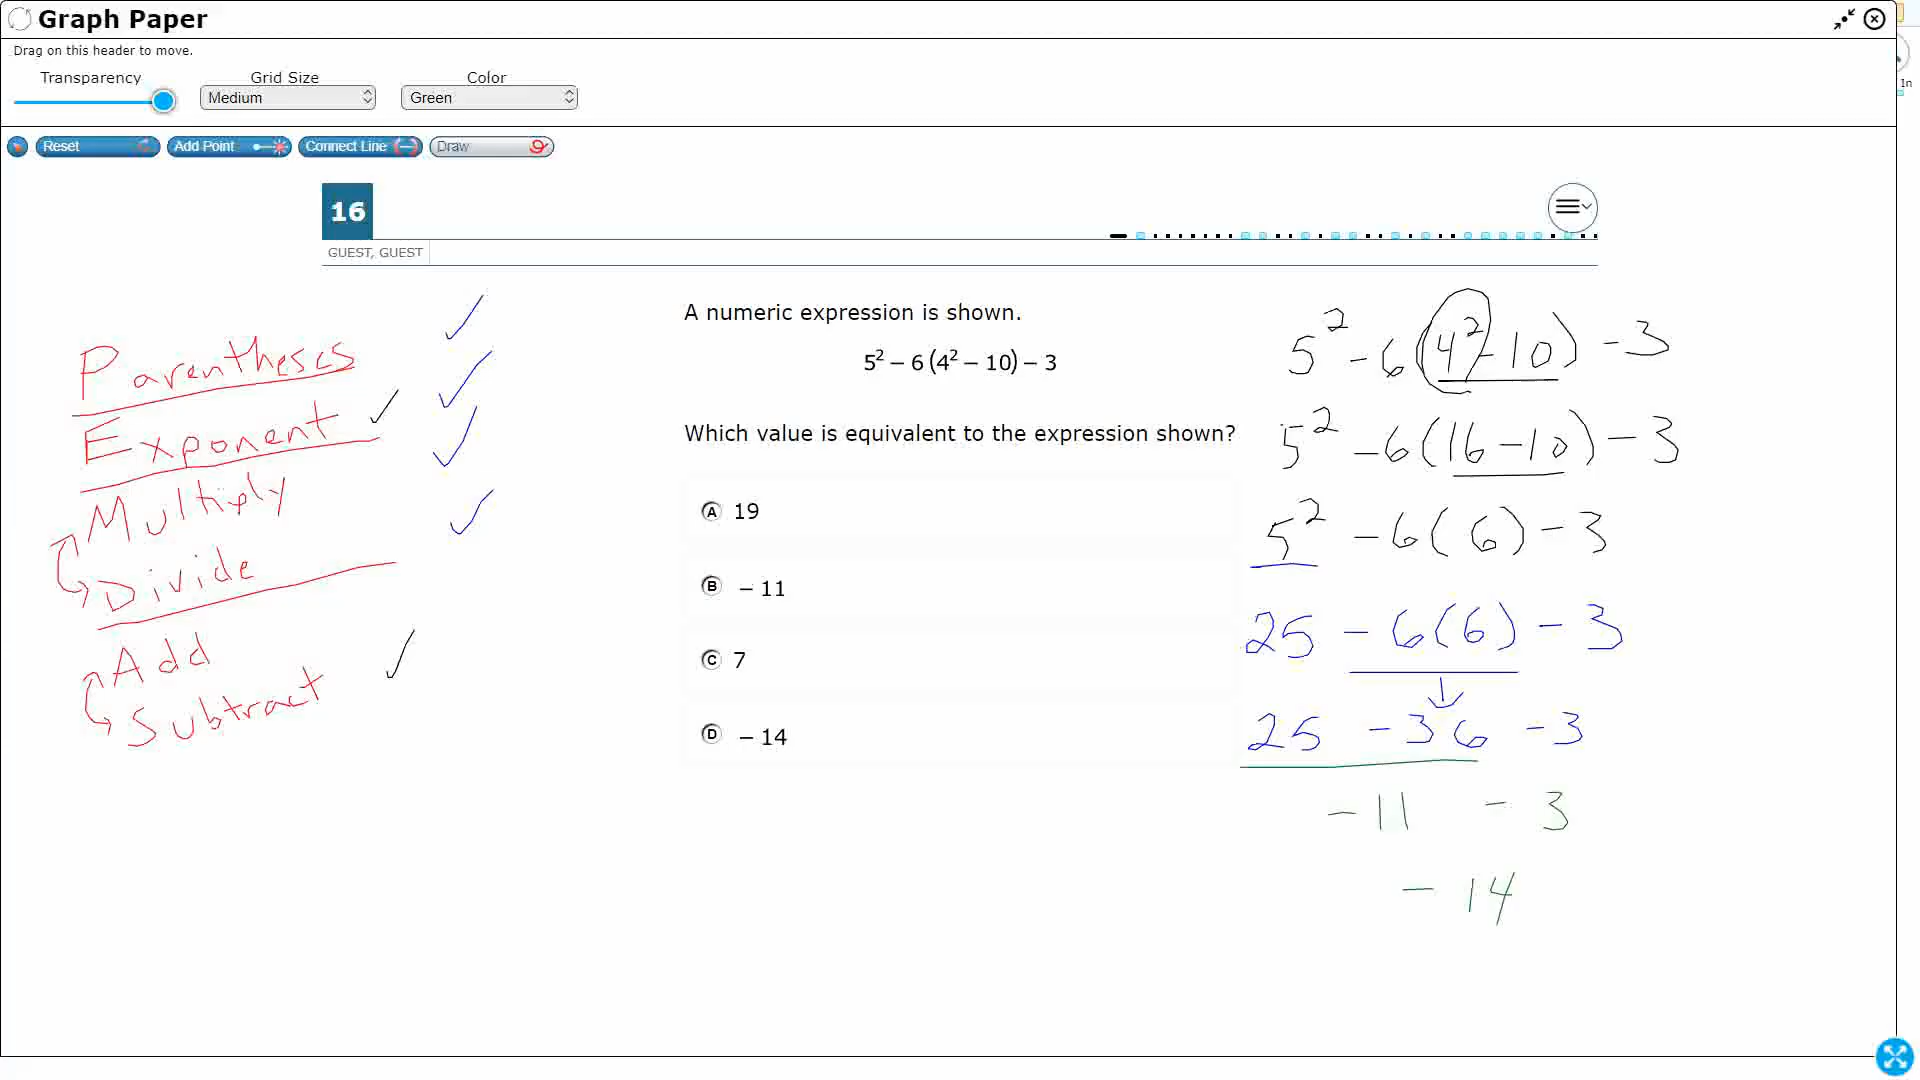 Graph Paper
Drag on this header to move.
Transparency Grid Size Color
Medium Green
In
Reset Add Point Connect Line Draw
16
GUEST, GUEST
A numeric expression is shown.
5² − 6 (4² − 10) − 3
Which value is equivalent to the expression shown?
A 19
B − 11
C 7
D − 14
Parentheses
Exponent
Multiply
Divide
Add
Subtract
5² − 6 (4² − 10) − 3
5² − 6 (16 − 10) − 3
5² − 6 (6) − 3
25 − 6 (6) − 3
25 − 36 − 3
− 11 − 3
− 14